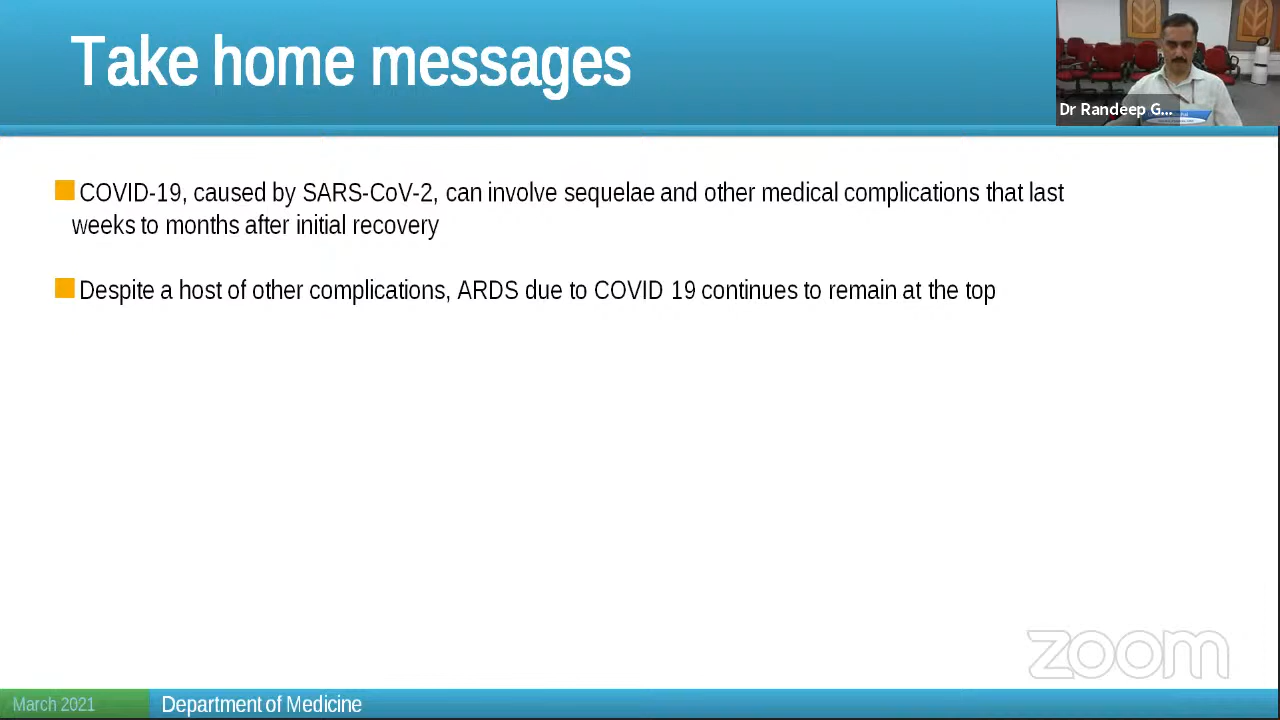 Take home messages
Dr Randeep G...
COVID-19, caused by SARS-CoV-2, can involve sequelae and other medical complications that last
weeks to months after initial recovery
Despite a host of other complications, ARDS due to COVID 19 continues to remain at the top
zoom
March 2021
Department of Medicine